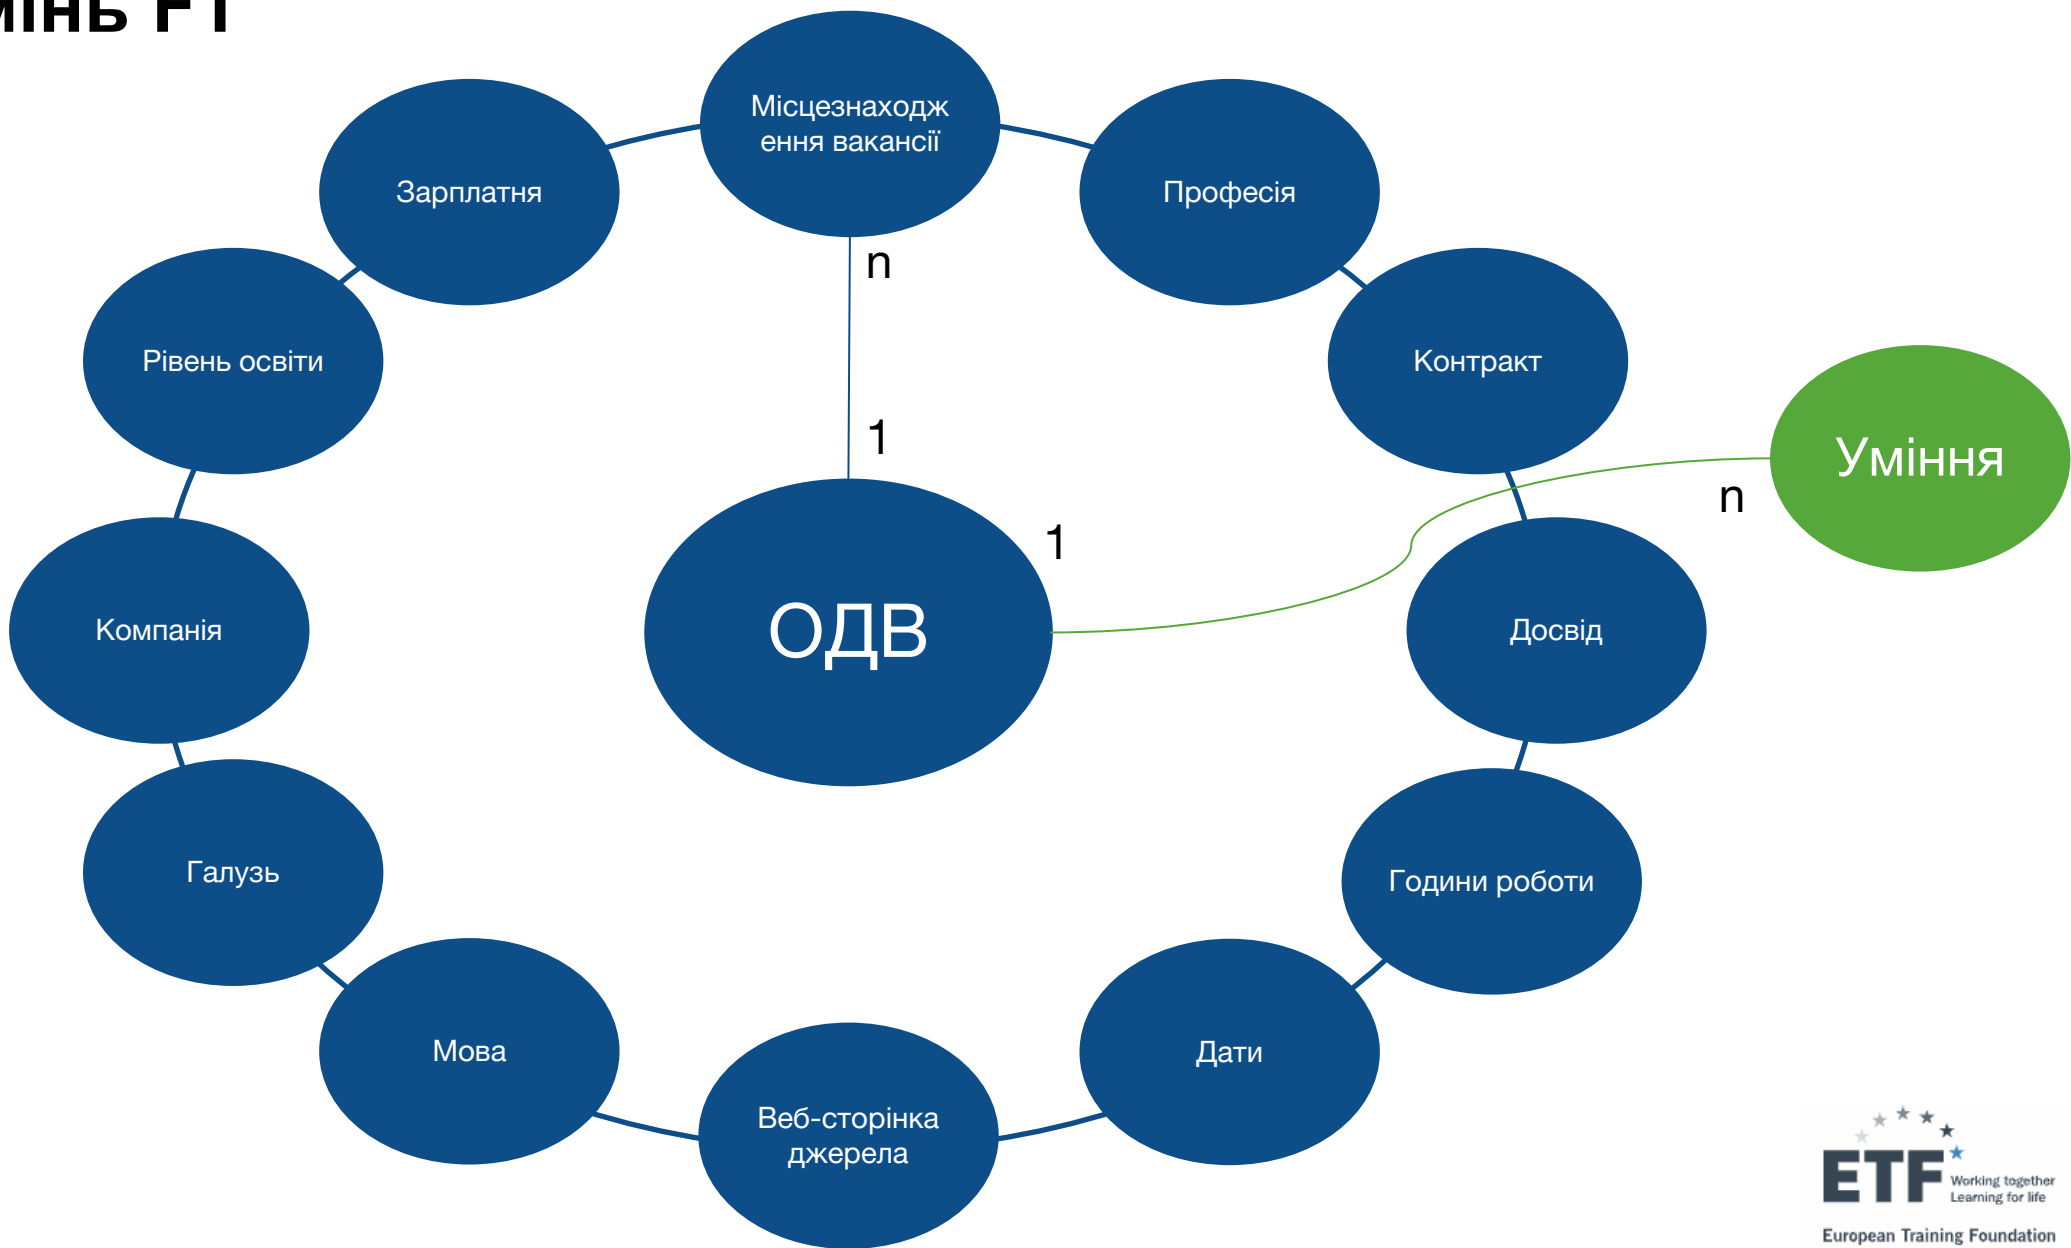 Місцезнаходж
ення вакансії
Зарплатня
Професія
n
Рівень освіти
Контракт
1
Уміння
n
1
ОДВ
Компанія
Досвід
Галузь
Години роботи
Мова
Дати
Веб-сторінка
джерела
ETF
Working together
Learning for life
European Training Foundation